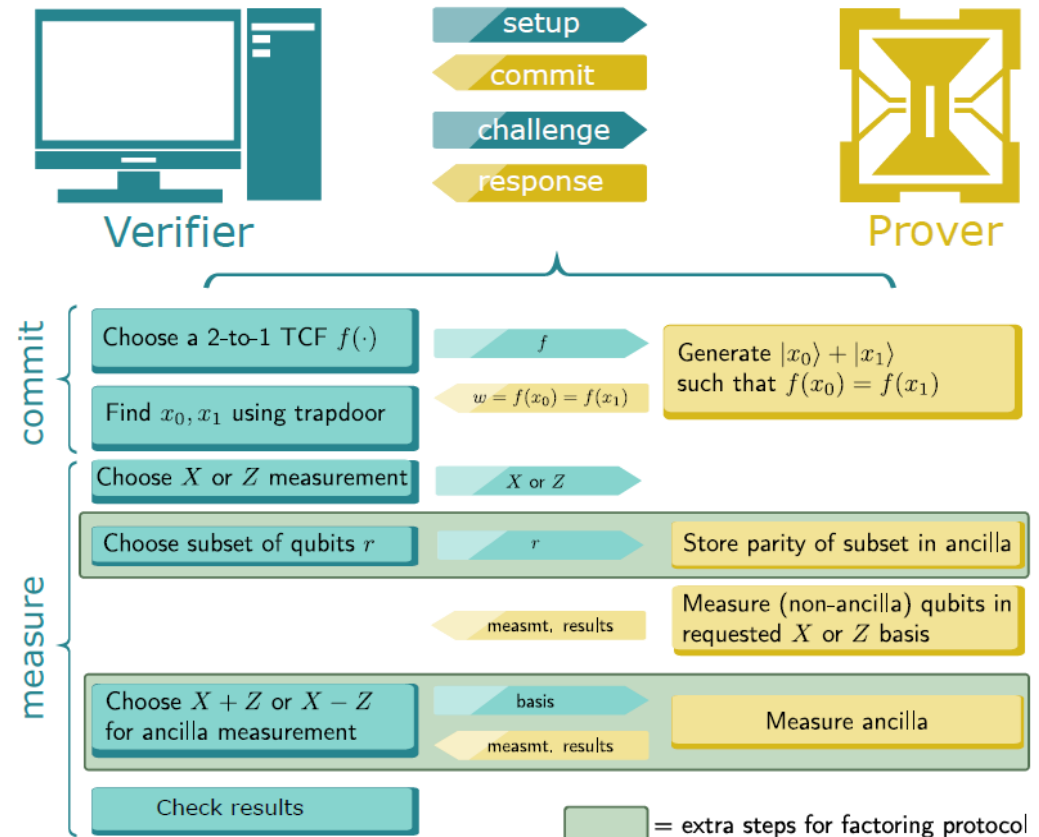 setup
commit
challenge
response
Verifier
Prover
commit
Choose a 2-to-1 TCF f(·)
f
Generate |x₀⟩ + |x₁⟩
such that f(x₀) = f(x₁)
Find x₀, x₁ using trapdoor
w = f(x₀) = f(x₁)
measure
Choose X or Z measurement
X or Z
Choose subset of qubits r
r
Store parity of subset in ancilla
measmt. results
Measure (non-ancilla) qubits in
requested X or Z basis
Choose X + Z or X − Z
for ancilla measurement
basis
measmt. results
Measure ancilla
Check results
= extra steps for factoring protocol